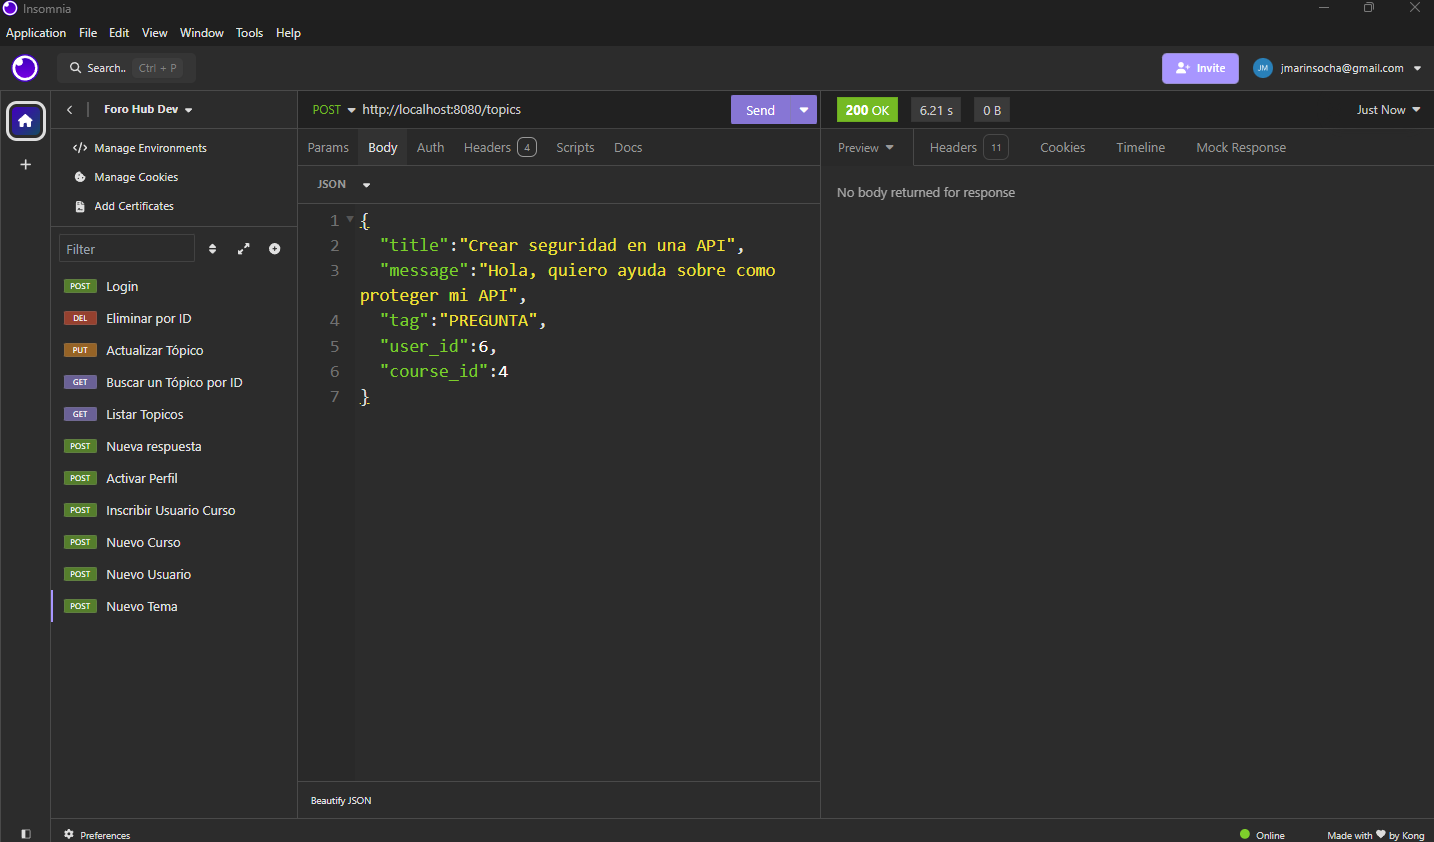 Insomnia
Application File Edit View Window Tools Help
Search.. Ctrl + P
Invite
JM jmarinsocha@gmail.com
Foro Hub Dev
Manage Environments
Manage Cookies
Add Certificates
Filter
POST Login
DEL Eliminar por ID
PUT Actualizar Tópico
GET Buscar un Tópico por ID
GET Listar Topicos
POST Nueva respuesta
POST Activar Perfil
POST Inscribir Usuario Curso
POST Nuevo Curso
POST Nuevo Usuario
POST Nuevo Tema
Preferences
POST http://localhost:8080/topics Send
Params Body Auth Headers 4 Scripts Docs
JSON
1 {
2 "title":"Crear seguridad en una API",
3 "message":"Hola, quiero ayuda sobre como
proteger mi API",
4 "tag":"PREGUNTA",
5 "user_id":6,
6 "course_id":4
7 }
Beautify JSON
200 OK 6.21 s 0 B Just Now
Preview Headers 11 Cookies Timeline Mock Response
No body returned for response
Online Made with ♥ by Kong